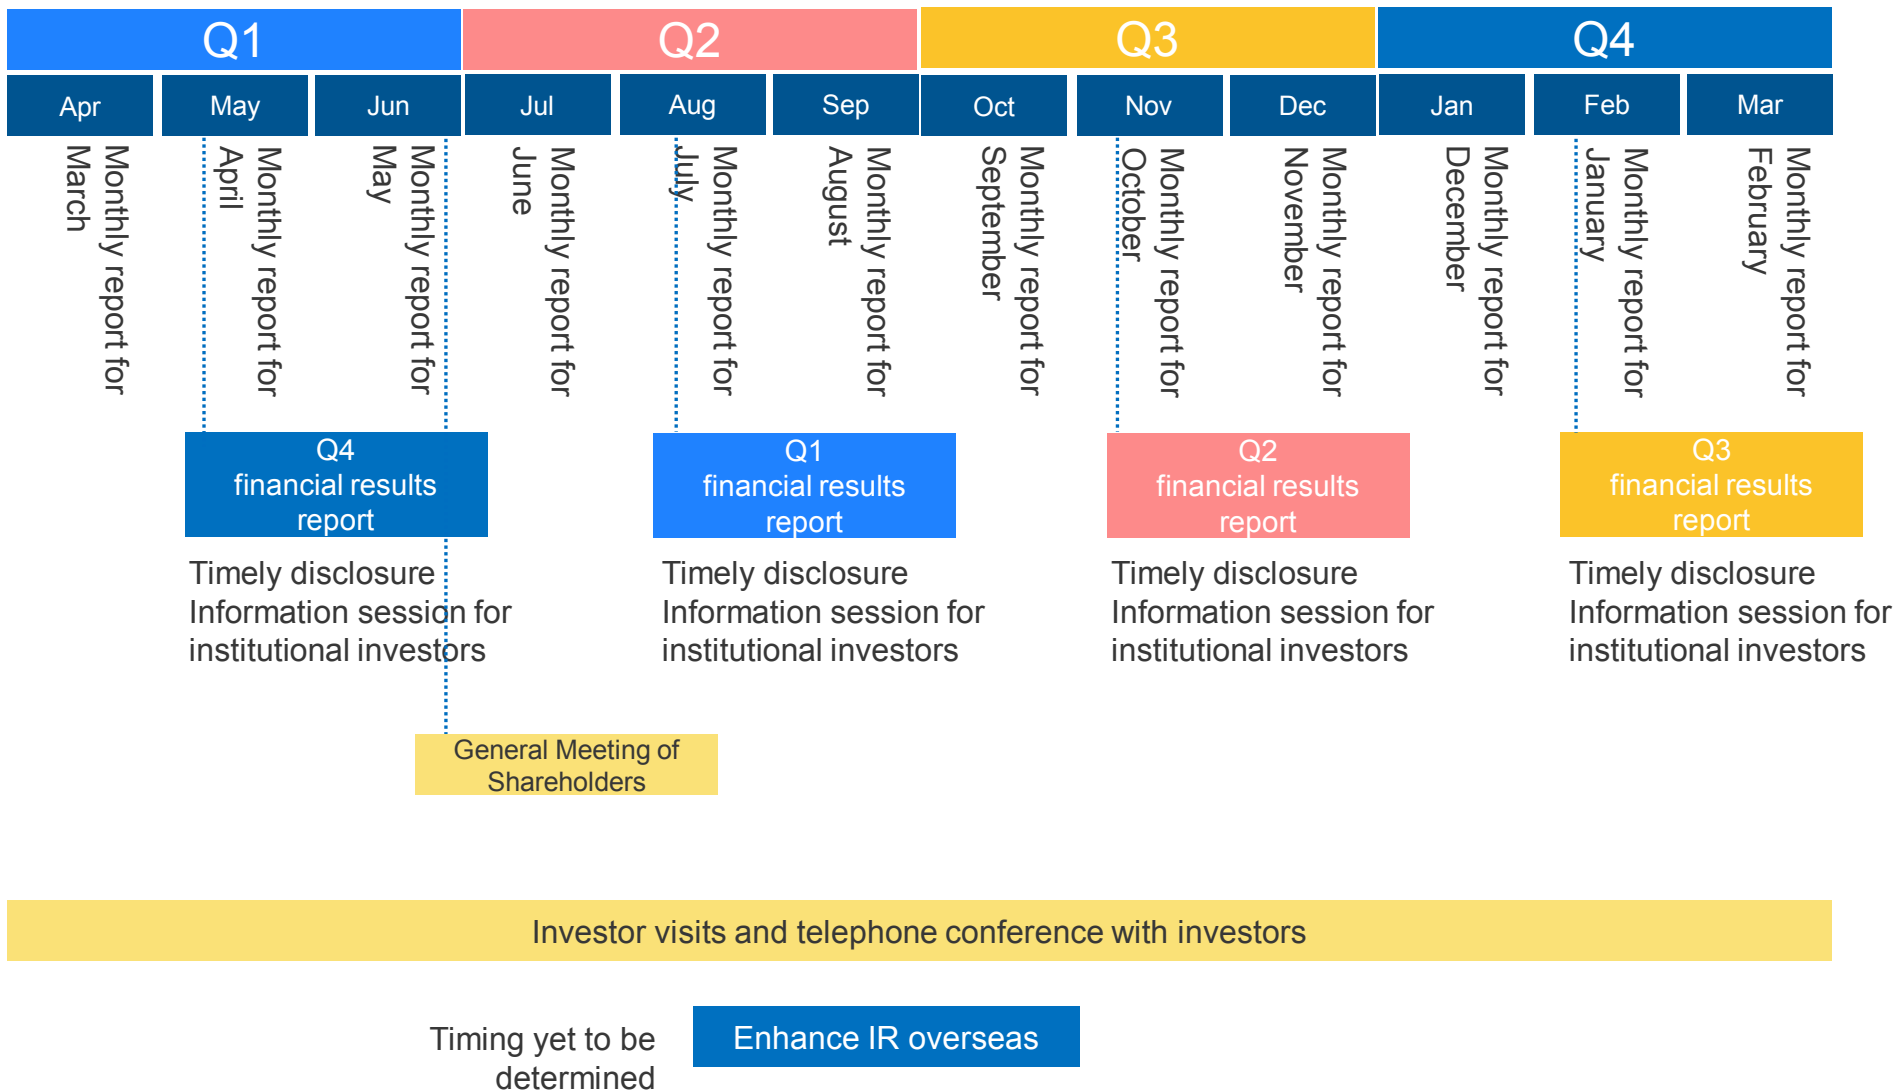 Q1
Q2
Q3
Q4
Apr
May
Jun
Jul
Aug
Sep
Oct
Nov
Dec
Jan
Feb
Mar
Monthly report for
March
Monthly report for
April
Monthly report for
May
Monthly report for
June
Monthly report for
July
Monthly report for
August
Monthly report for
September
Monthly report for
October
Monthly report for
November
Monthly report for
December
Monthly report for
January
Monthly report for
February
Q4
financial results
report
Q1
financial results
report
Q2
financial results
report
Q3
financial results
report
Timely disclosure
Information session for
institutional investors
Timely disclosure
Information session for
institutional investors
Timely disclosure
Information session for
institutional investors
Timely disclosure
Information session for
institutional investors
General Meeting of
Shareholders
Investor visits and telephone conference with investors
Timing yet to be
determined
Enhance IR overseas